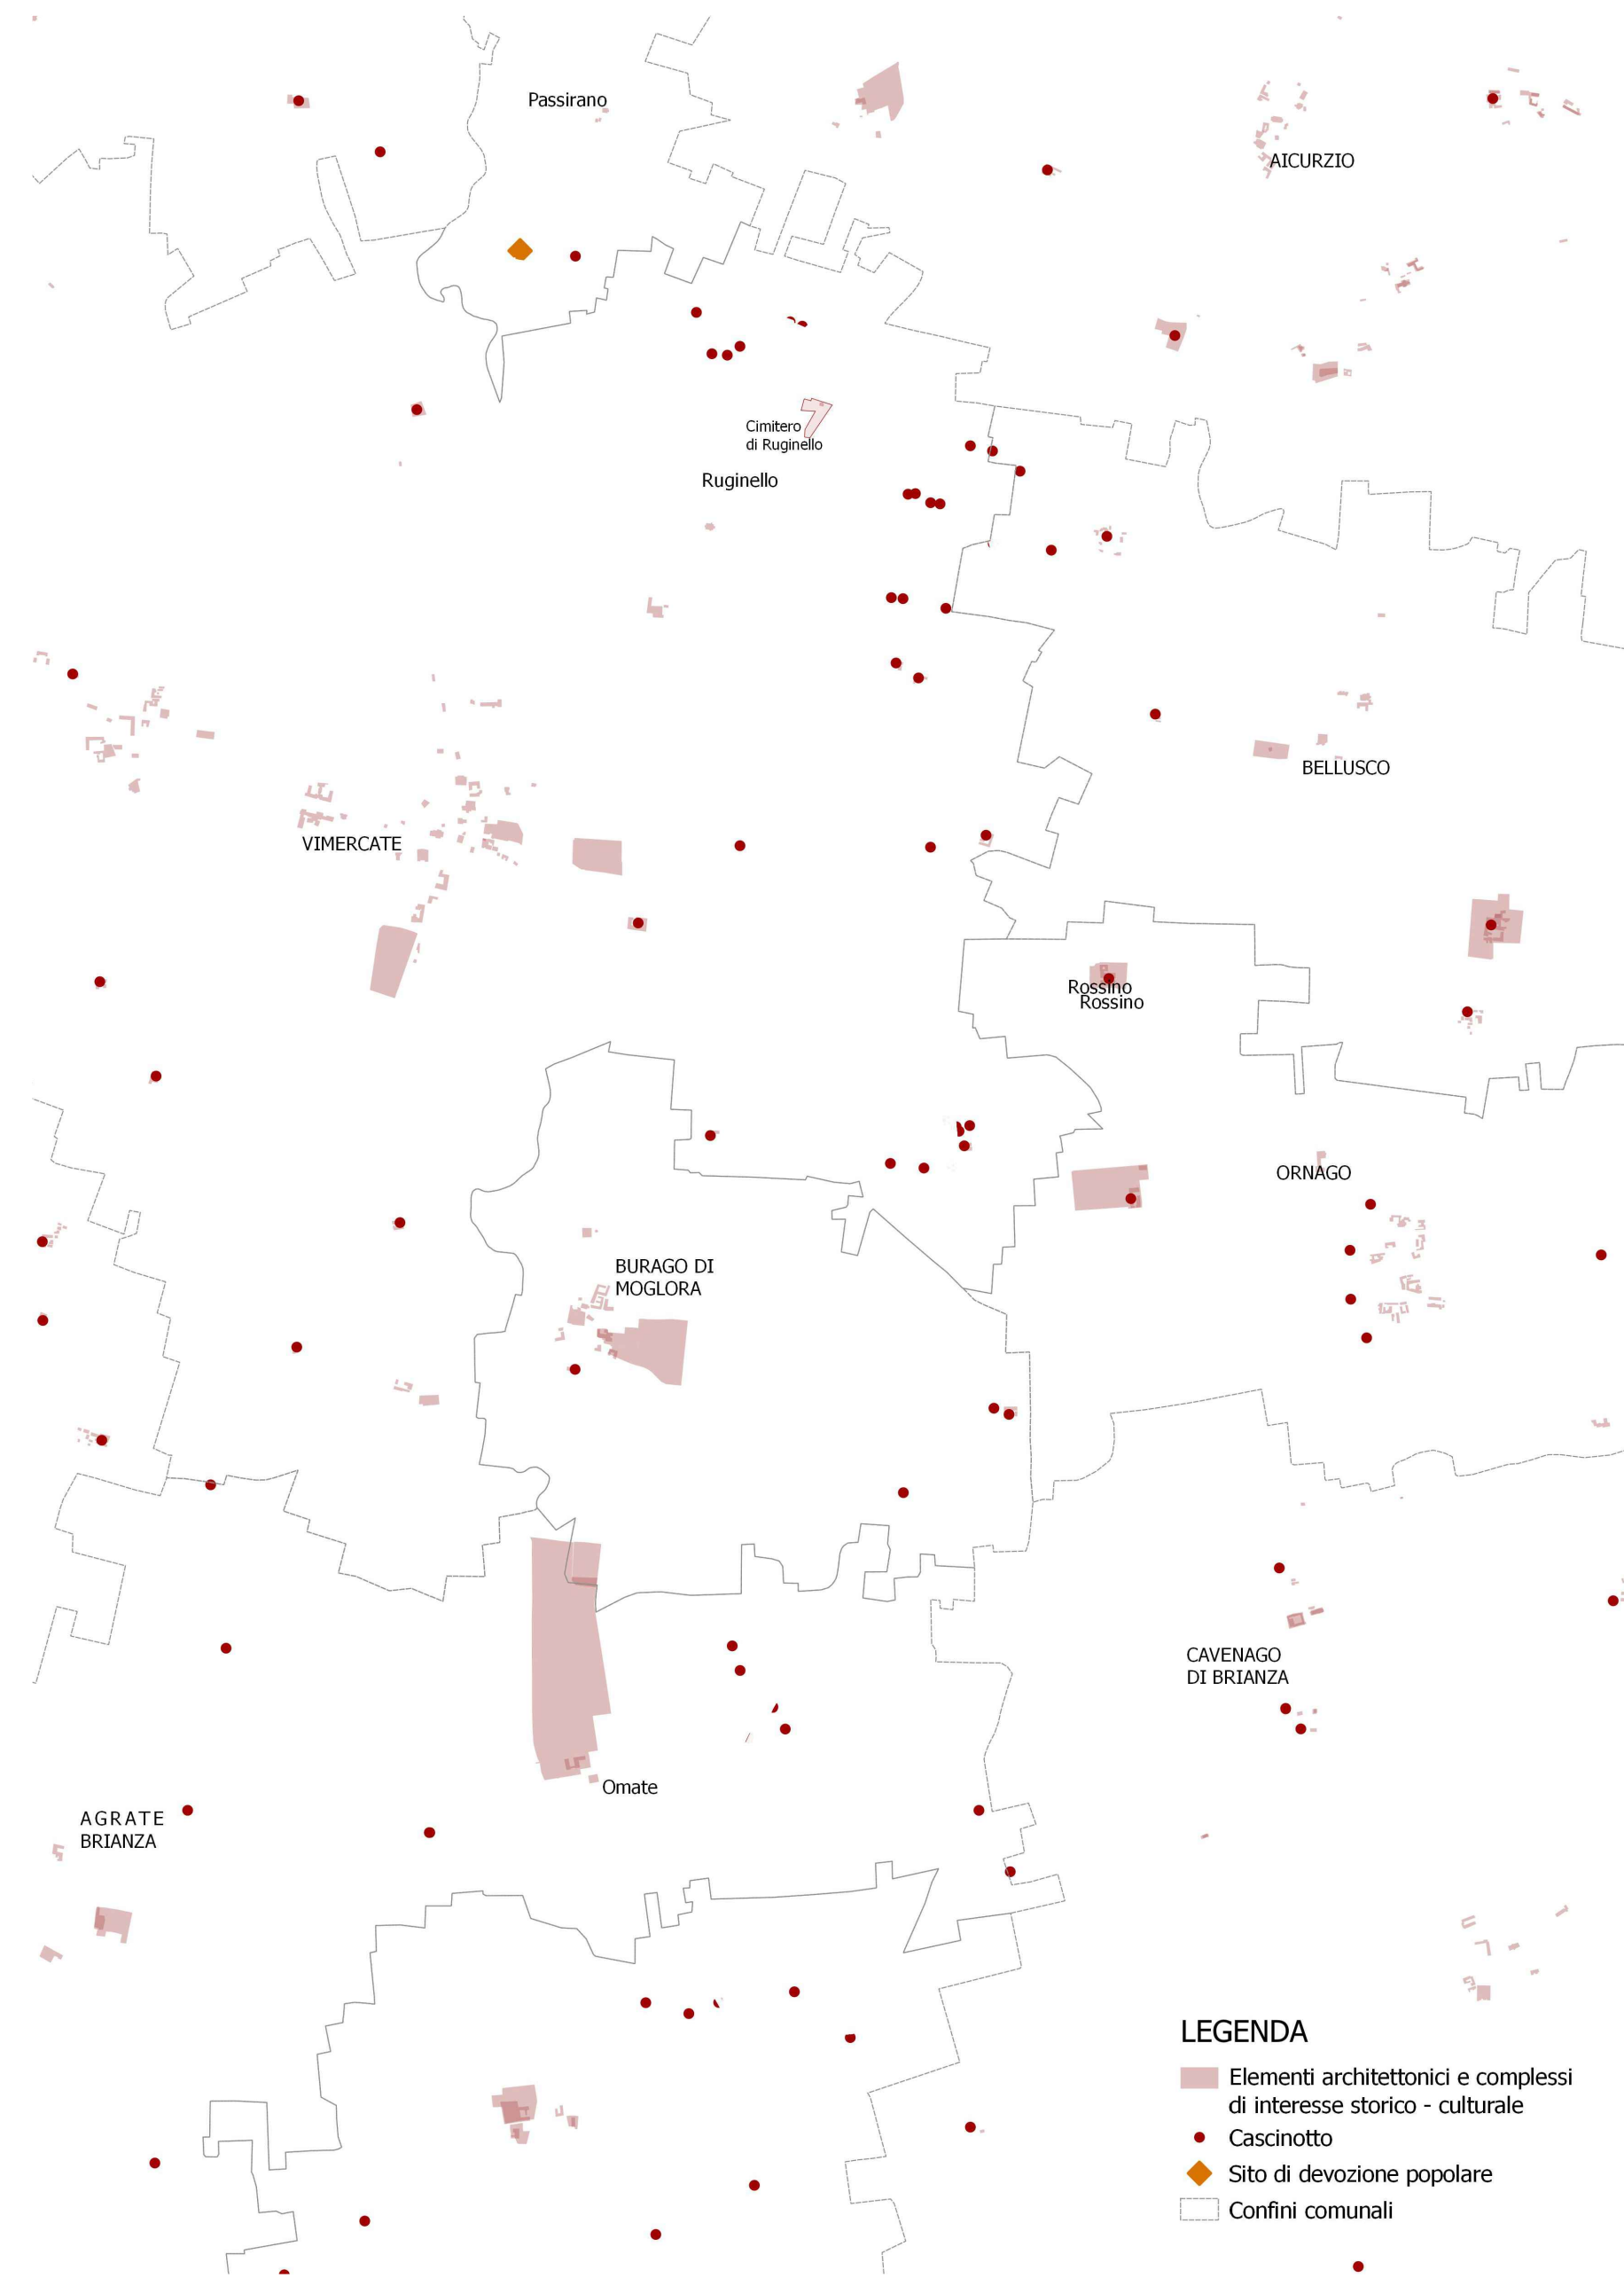 Passirano
AICURZIO
Cimitero
di Ruginello
Ruginello
BELLUSCO
VIMERCATE
Rossino
Rossino
ORNAGO
BURAGO DI
MOGLORA
CAVENAGO
DI BRIANZA
Omate
AGRATE
BRIANZA
LEGENDA
Elementi architettonici e complessi
di interesse storico - culturale
Cascinotto
Sito di devozione popolare
Confini comunali